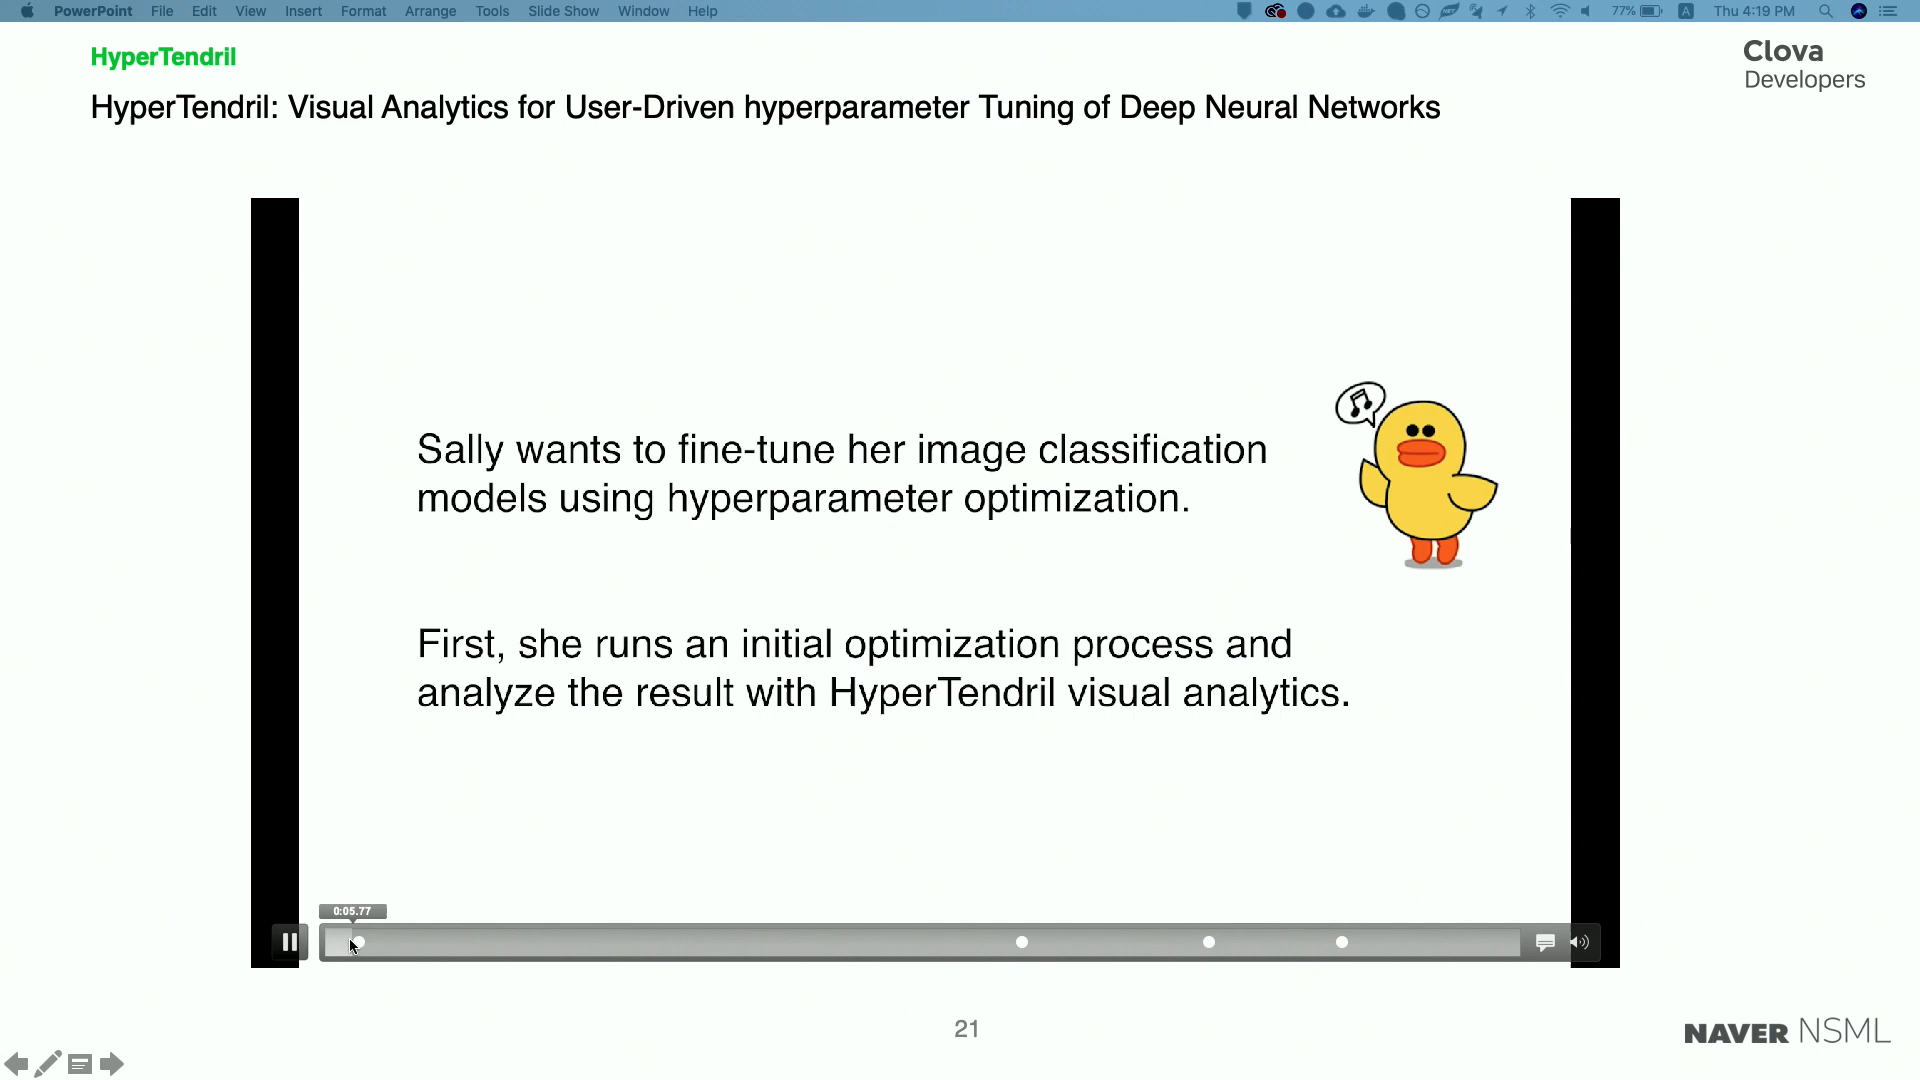 PowerPoint File Edit View Insert Format Arrange Tools Slide Show Window Help 77% A Thu 4:19 PM
HyperTendril
Clova
Developers
HyperTendril: Visual Analytics for User-Driven hyperparameter Tuning of Deep Neural Networks
Sally wants to fine-tune her image classification
models using hyperparameter optimization.
First, she runs an initial optimization process and
analyze the result with HyperTendril visual analytics.
0:05.77
21
NAVER NSML